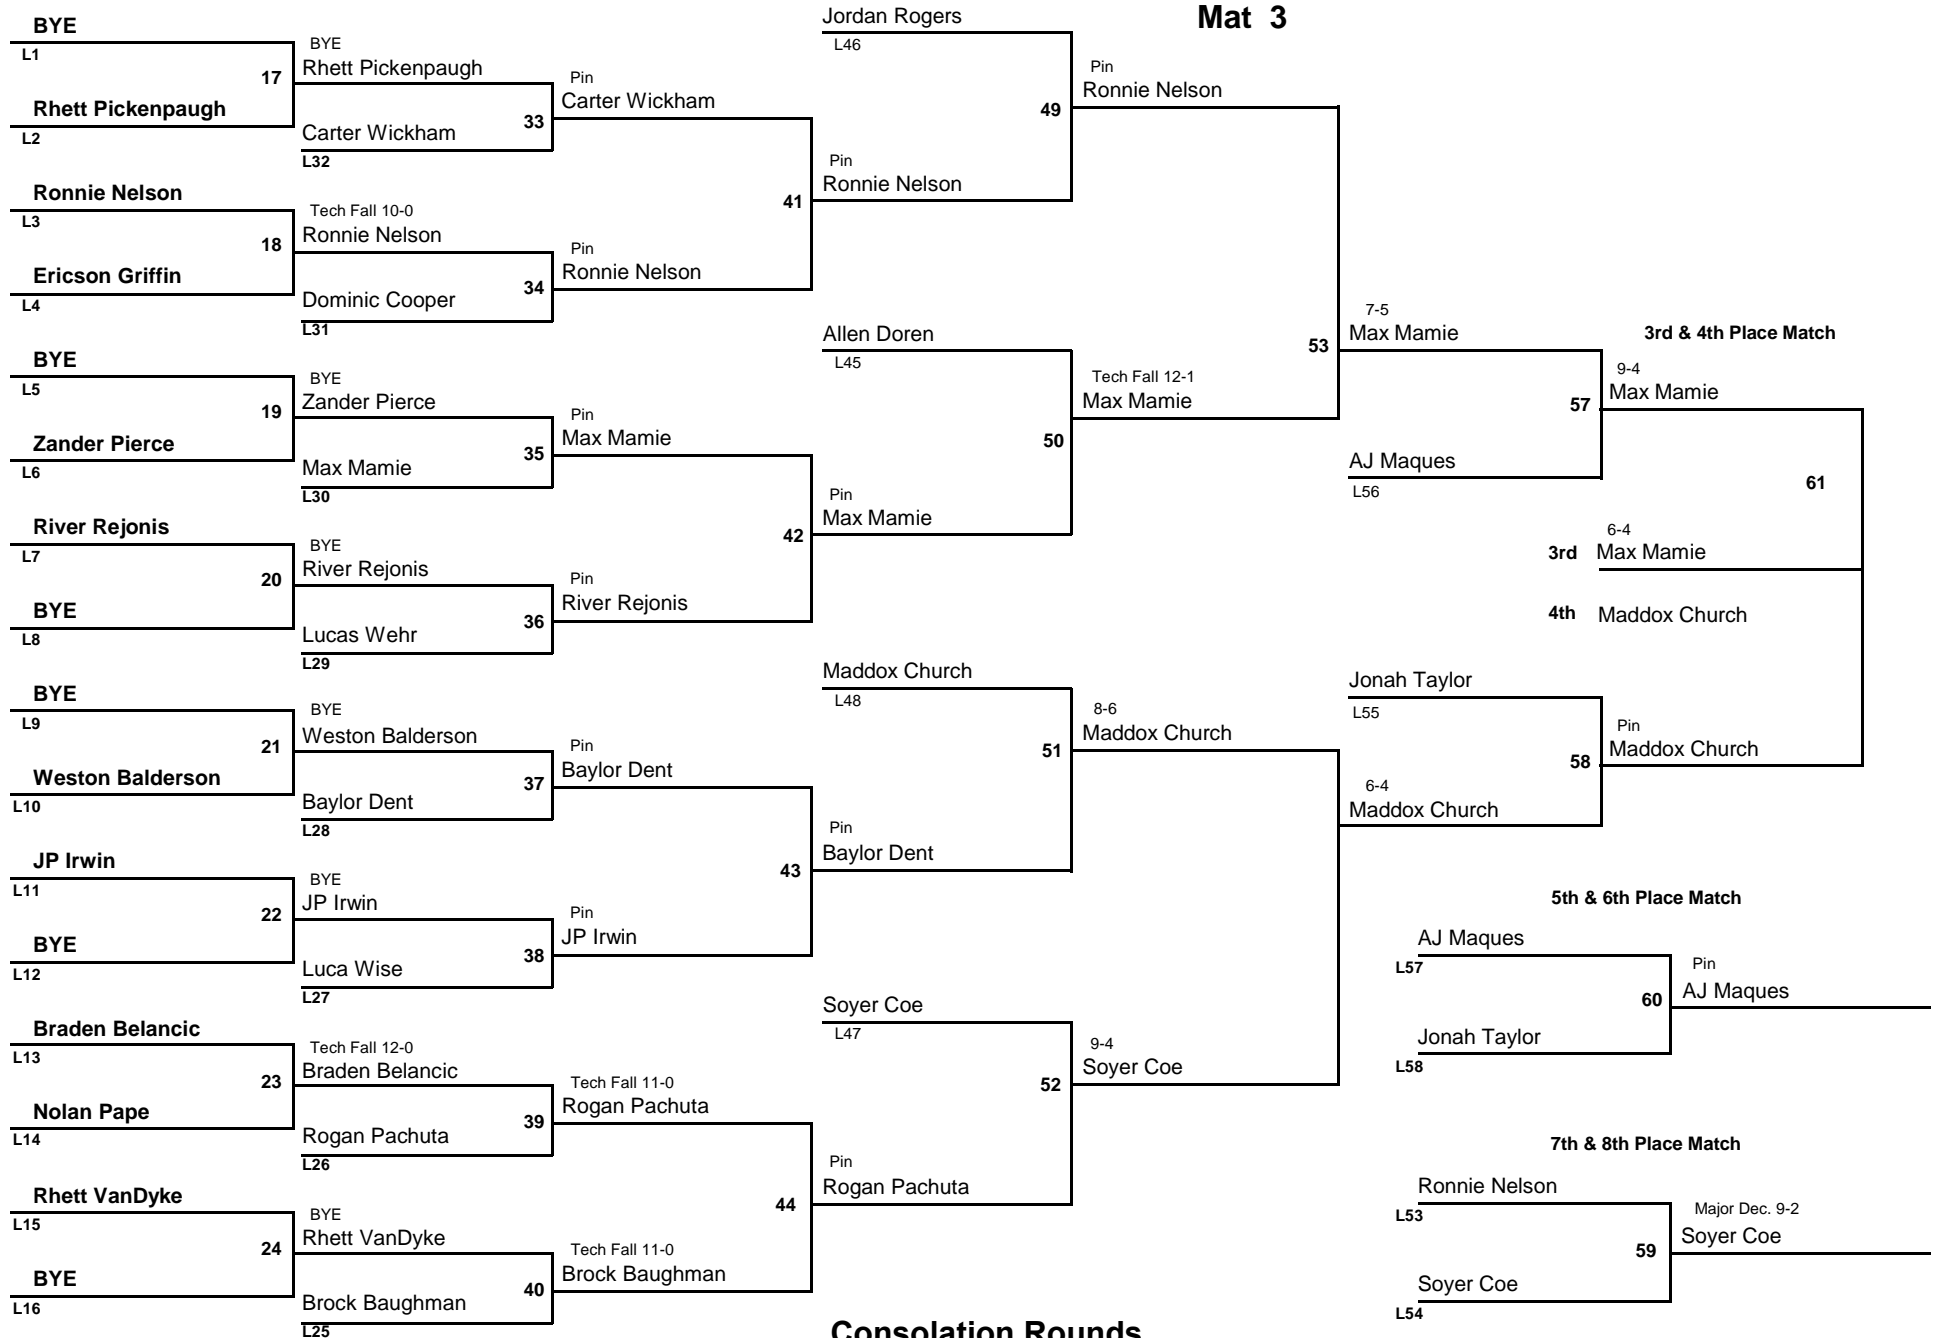 Mat 3
BYE
L1
17
Rhett Pickenpaugh
L2
Ronnie Nelson
L3
18
Ericson Griffin
L4
BYE
L5
19
Zander Pierce
L6
River Rejonis
L7
20
BYE
L8
BYE
L9
21
Weston Balderson
L10
JP Irwin
L11
22
BYE
L12
Braden Belancic
L13
23
Nolan Pape
L14
Rhett VanDyke
L15
24
BYE
L16
BYE
Rhett Pickenpaugh
33
Carter Wickham
L32
Tech Fall 10-0
Ronnie Nelson
34
Dominic Cooper
L31
BYE
Zander Pierce
35
Max Mamie
L30
BYE
River Rejonis
36
Lucas Wehr
L29
BYE
Weston Balderson
37
Baylor Dent
L28
BYE
JP Irwin
38
Luca Wise
L27
Tech Fall 12-0
Braden Belancic
39
Rogan Pachuta
L26
BYE
Rhett VanDyke
40
Brock Baughman
L25
Pin
Carter Wickham
41
Pin
Ronnie Nelson
Pin
Max Mamie
42
Pin
River Rejonis
Pin
Baylor Dent
43
Pin
JP Irwin
Tech Fall 11-0
Rogan Pachuta
44
Tech Fall 11-0
Brock Baughman
Jordan Rogers
L46
49
Pin
Ronnie Nelson
Allen Doren
L45
50
Pin
Max Mamie
Maddox Church
L48
51
Pin
Baylor Dent
Soyer Coe
L47
52
Pin
Rogan Pachuta
Pin
Ronnie Nelson
53
Tech Fall 12-1
Max Mamie
8-6
Maddox Church
9-4
Soyer Coe
7-5
Max Mamie
57
AJ Maques
L56
Jonah Taylor
L55
58
6-4
Maddox Church
3rd & 4th Place Match
9-4
Max Mamie
61
6-4
3rd Max Mamie
4th Maddox Church
Pin
Maddox Church
5th & 6th Place Match
AJ Maques
L57
60
Pin
AJ Maques
Jonah Taylor
L58
7th & 8th Place Match
Ronnie Nelson
L53
59
Major Dec. 9-2
Soyer Coe
Soyer Coe
L54
Consolation Rounds